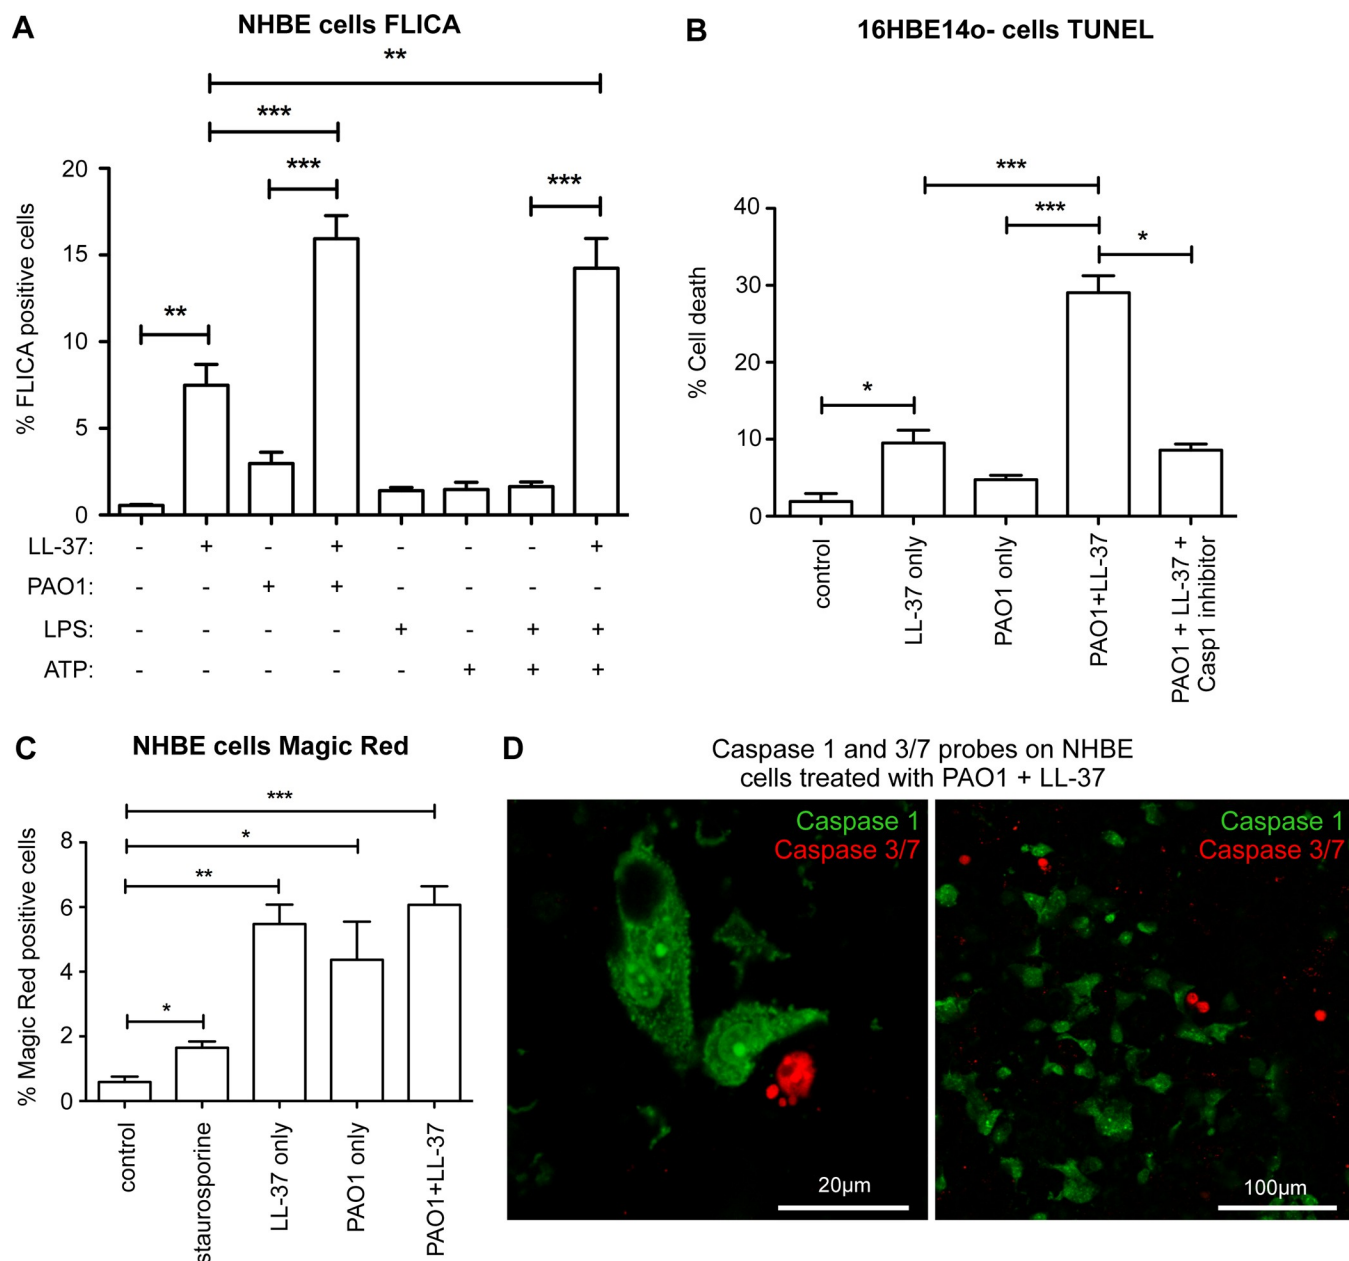 A
NHBE cells FLICA
**
***
***
***
**
% FLICA positive cells
20
15
10
5
0
LL-37: - + - + - - - +
PAO1: - - + + - - - -
LPS: - - - - + - + +
ATP: - - - - - + + +
B
16HBE14o- cells TUNEL
***
***
*
*
% Cell death
40
30
20
10
0
control
LL-37 only
PAO1 only
PAO1+LL-37
PAO1 + LL-37 +
Casp1 inhibitor
C
NHBE cells Magic Red
***
*
**
*
% Magic Red positive cells
8
6
4
2
0
control
staurosporine
LL-37 only
PAO1 only
PAO1+LL-37
D
Caspase 1 and 3/7 probes on NHBE
cells treated with PAO1 + LL-37
Caspase 1
Caspase 3/7
20µm
Caspase 1
Caspase 3/7
100µm